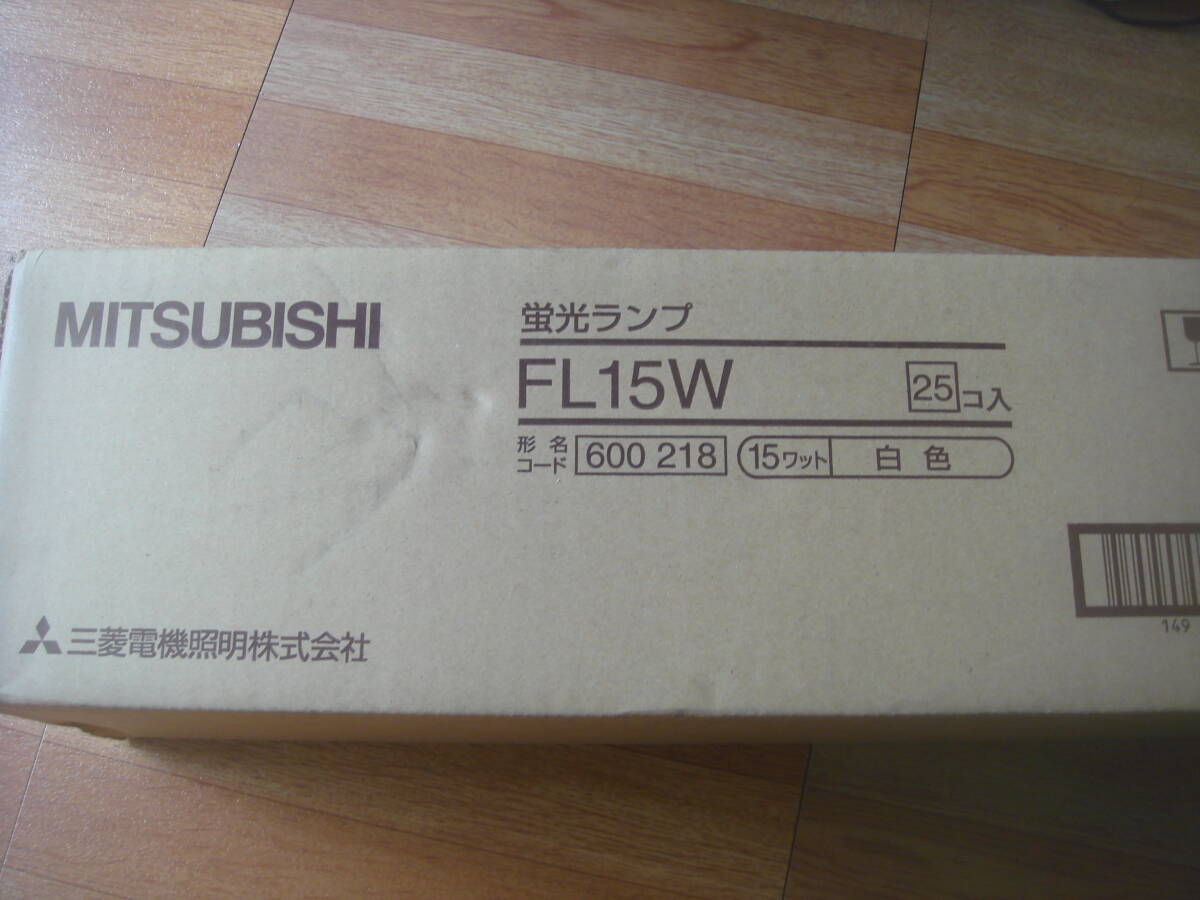 MITSUBISHI
蛍光ランプ
FL15W 25コ入
形名コード 600 218 15ワット 白色
149
三菱電機照明株式会社